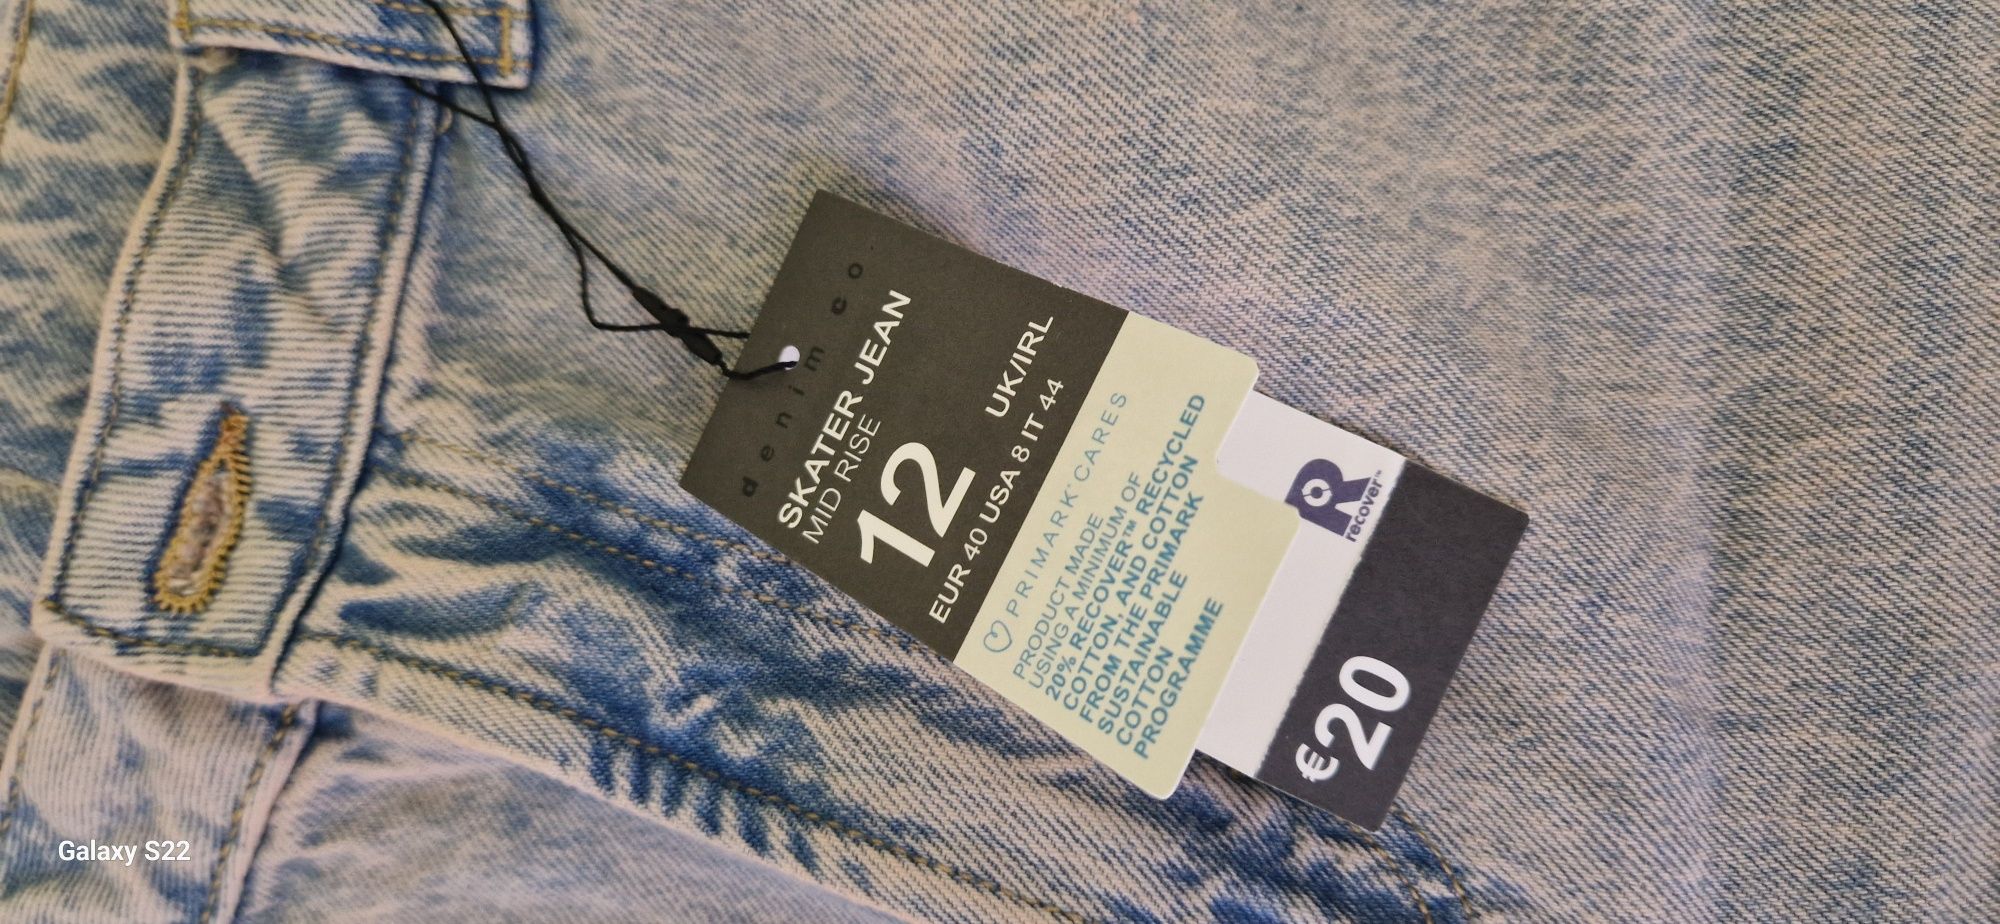 denim co
SKATER JEAN
MID RISE
12
UK/IRL
EUR 40 USA 8 IT 44
PRIMARK CARES
PRODUCT MADE
USING A MINIMUM OF
20% RECOVER™ RECYCLED
COTTON, AND COTTON
FROM THE PRIMARK
SUSTAINABLE
COTTON
PROGRAMME
R
recover™
€20
Galaxy S22